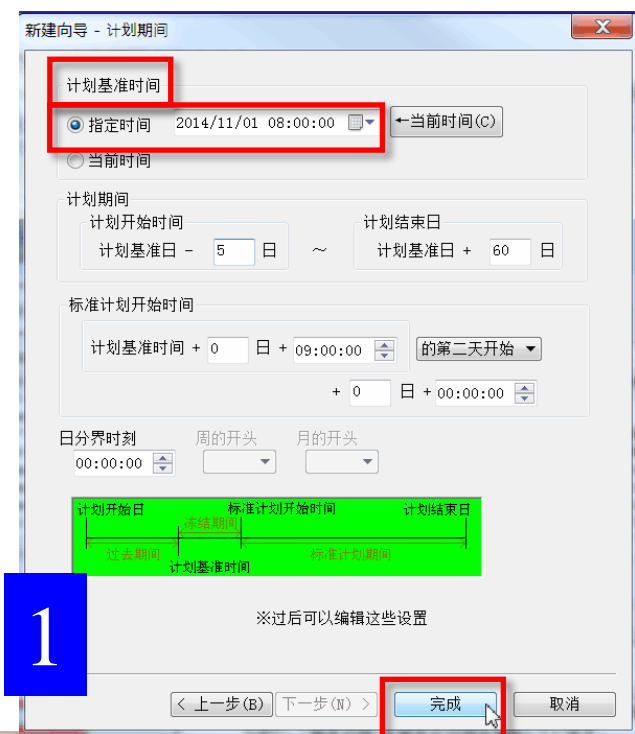 新建向导 - 计划期间
计划基准时间
指定时间 2014/11/01 08:00:00 ←当前时间(C)
当前时间
计划期间
计划开始时间 计划结束日
计划基准日 - 5 日 ～ 计划基准日 + 60 日
标准计划开始时间
计划基准时间 + 0 日 + 09:00:00 的第二天开始
+ 0 日 + 00:00:00
日分界时刻 周的开头 月的开头
00:00:00
计划开始日 标准计划开始时间 计划结束日
冻结期间
过去期间 标准计划期间
计划基准时间
※过后可以编辑这些设置
1
< 上一步(B) 下一步(N) > 完成 取消